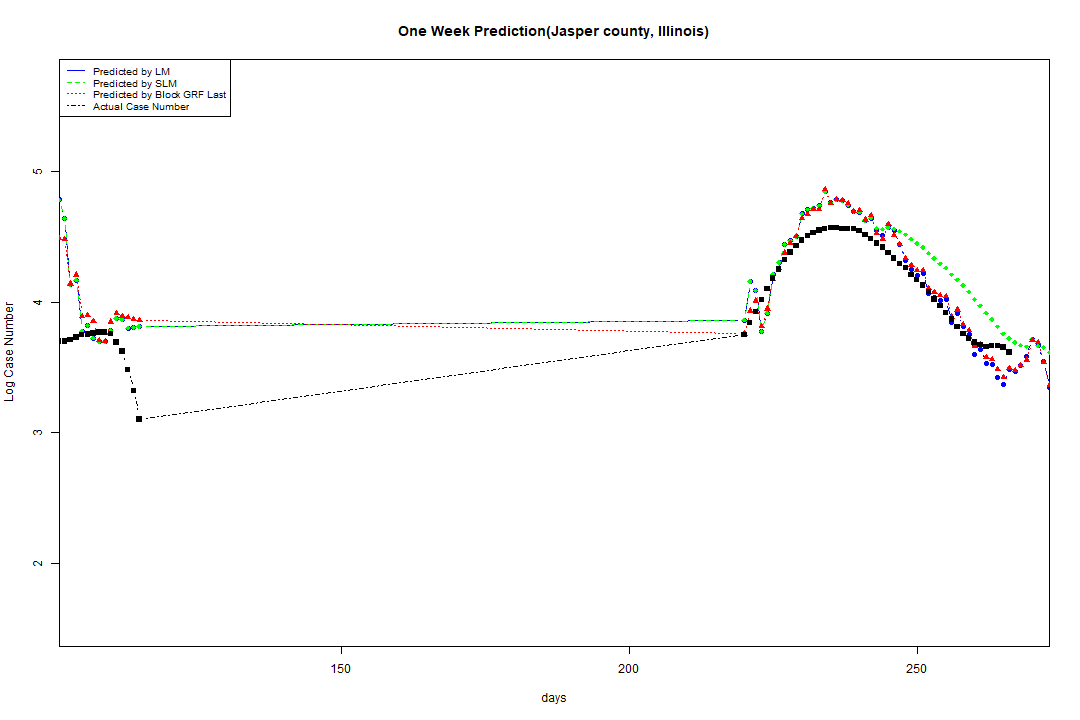 One Week Prediction(Jasper county, Illinois)
Predicted by LM
Predicted by SLM
Predicted by Block GRF Last
Actual Case Number
5
4
3
2
Log Case Number
150 200 250
days